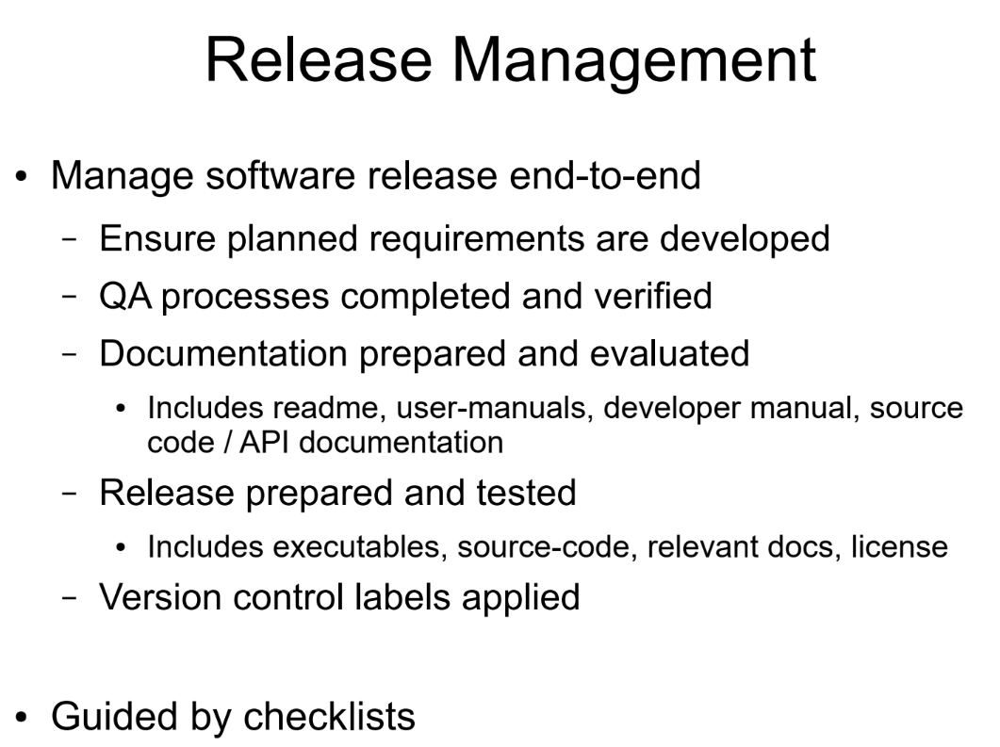 Release Management
● Manage software release end-to-end
– Ensure planned requirements are developed
– QA processes completed and verified
– Documentation prepared and evaluated
● Includes readme, user-manuals, developer manual, source
code / API documentation
– Release prepared and tested
● Includes executables, source-code, relevant docs, license
– Version control labels applied
● Guided by checklists